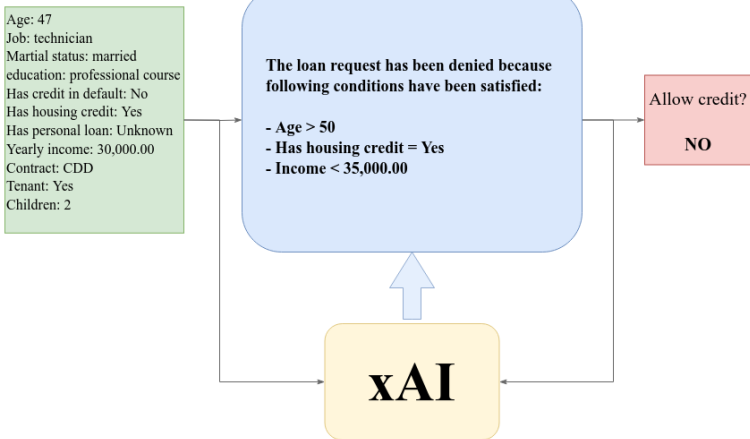 Age: 47
Job: technician
Martial status: married
education: professional course
Has credit in default: No
Has housing credit: Yes
Has personal loan: Unknown
Yearly income: 30,000.00
Contract: CDD
Tenant: Yes
Children: 2
The loan request has been denied because
following conditions have been satisfied:
- Age > 50
- Has housing credit = Yes
- Income < 35,000.00
Allow credit?
NO
xAI